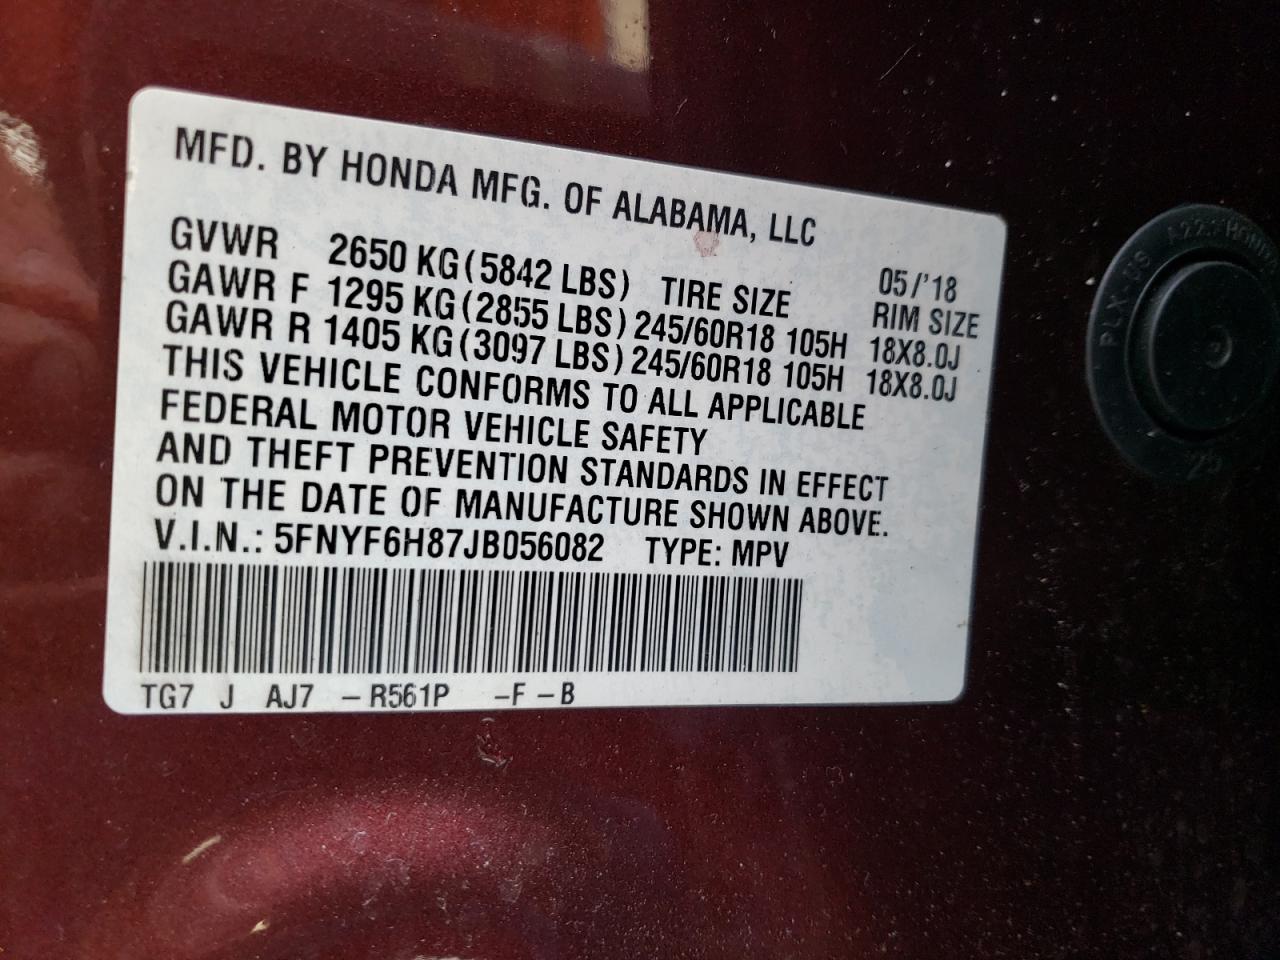 MFD. BY HONDA MFG. OF ALABAMA, LLC
05/'18
GVWR 2650 KG(5842 LBS) TIRE SIZE RIM SIZE
GAWR F 1295 KG(2855 LBS) 245/60R18 105H 18X8.0J
GAWR R 1405 KG(3097 LBS) 245/60R18 105H 18X8.0J
THIS VEHICLE CONFORMS TO ALL APPLICABLE
FEDERAL MOTOR VEHICLE SAFETY
AND THEFT PREVENTION STANDARDS IN EFFECT
ON THE DATE OF MANUFACTURE SHOWN ABOVE.
V.I.N.: 5FNYF6H87JB056082 TYPE: MPV
TG7 J AJ7 -R561P -F -B
PLX-US
25